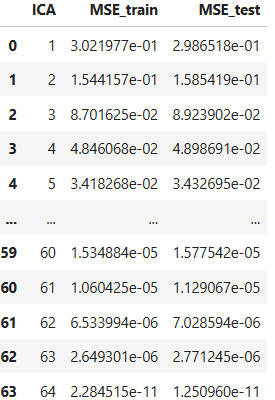 ICA MSE_train MSE_test
0 1 3.021977e-01 2.986518e-01
1 2 1.544157e-01 1.585419e-01
2 3 8.701625e-02 8.923902e-02
3 4 4.846068e-02 4.898691e-02
4 5 3.418268e-02 3.432695e-02
... ... ... ...
59 60 1.534884e-05 1.577542e-05
60 61 1.060425e-05 1.129067e-05
61 62 6.533994e-06 7.028594e-06
62 63 2.649301e-06 2.771245e-06
63 64 2.284515e-11 1.250960e-11